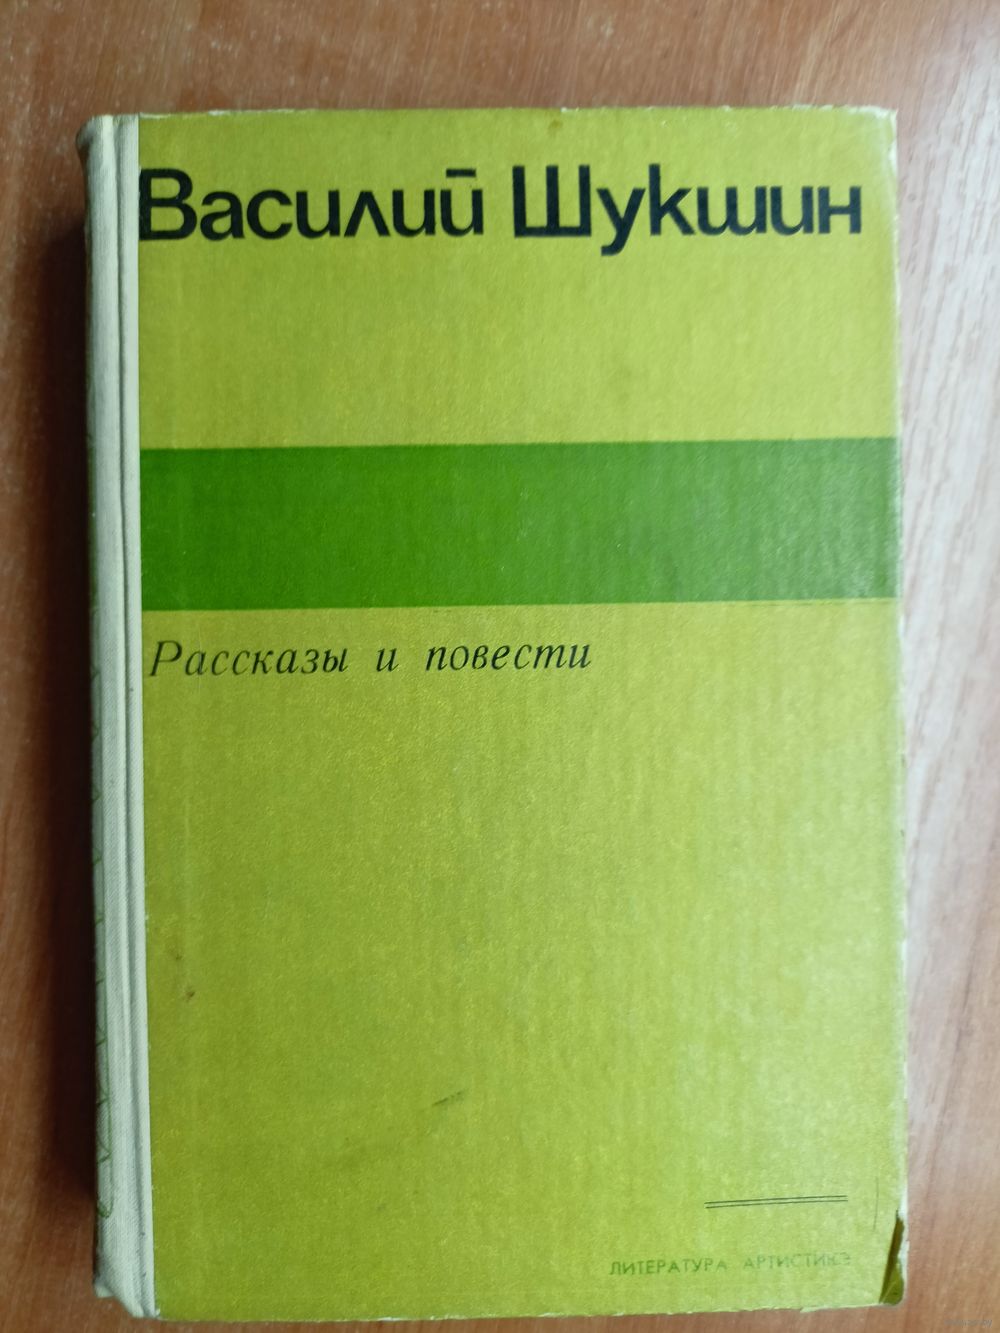 Василий Шукшин
Рассказы и повести
ЛИТЕРАТУРА АРТИСТИКЭ